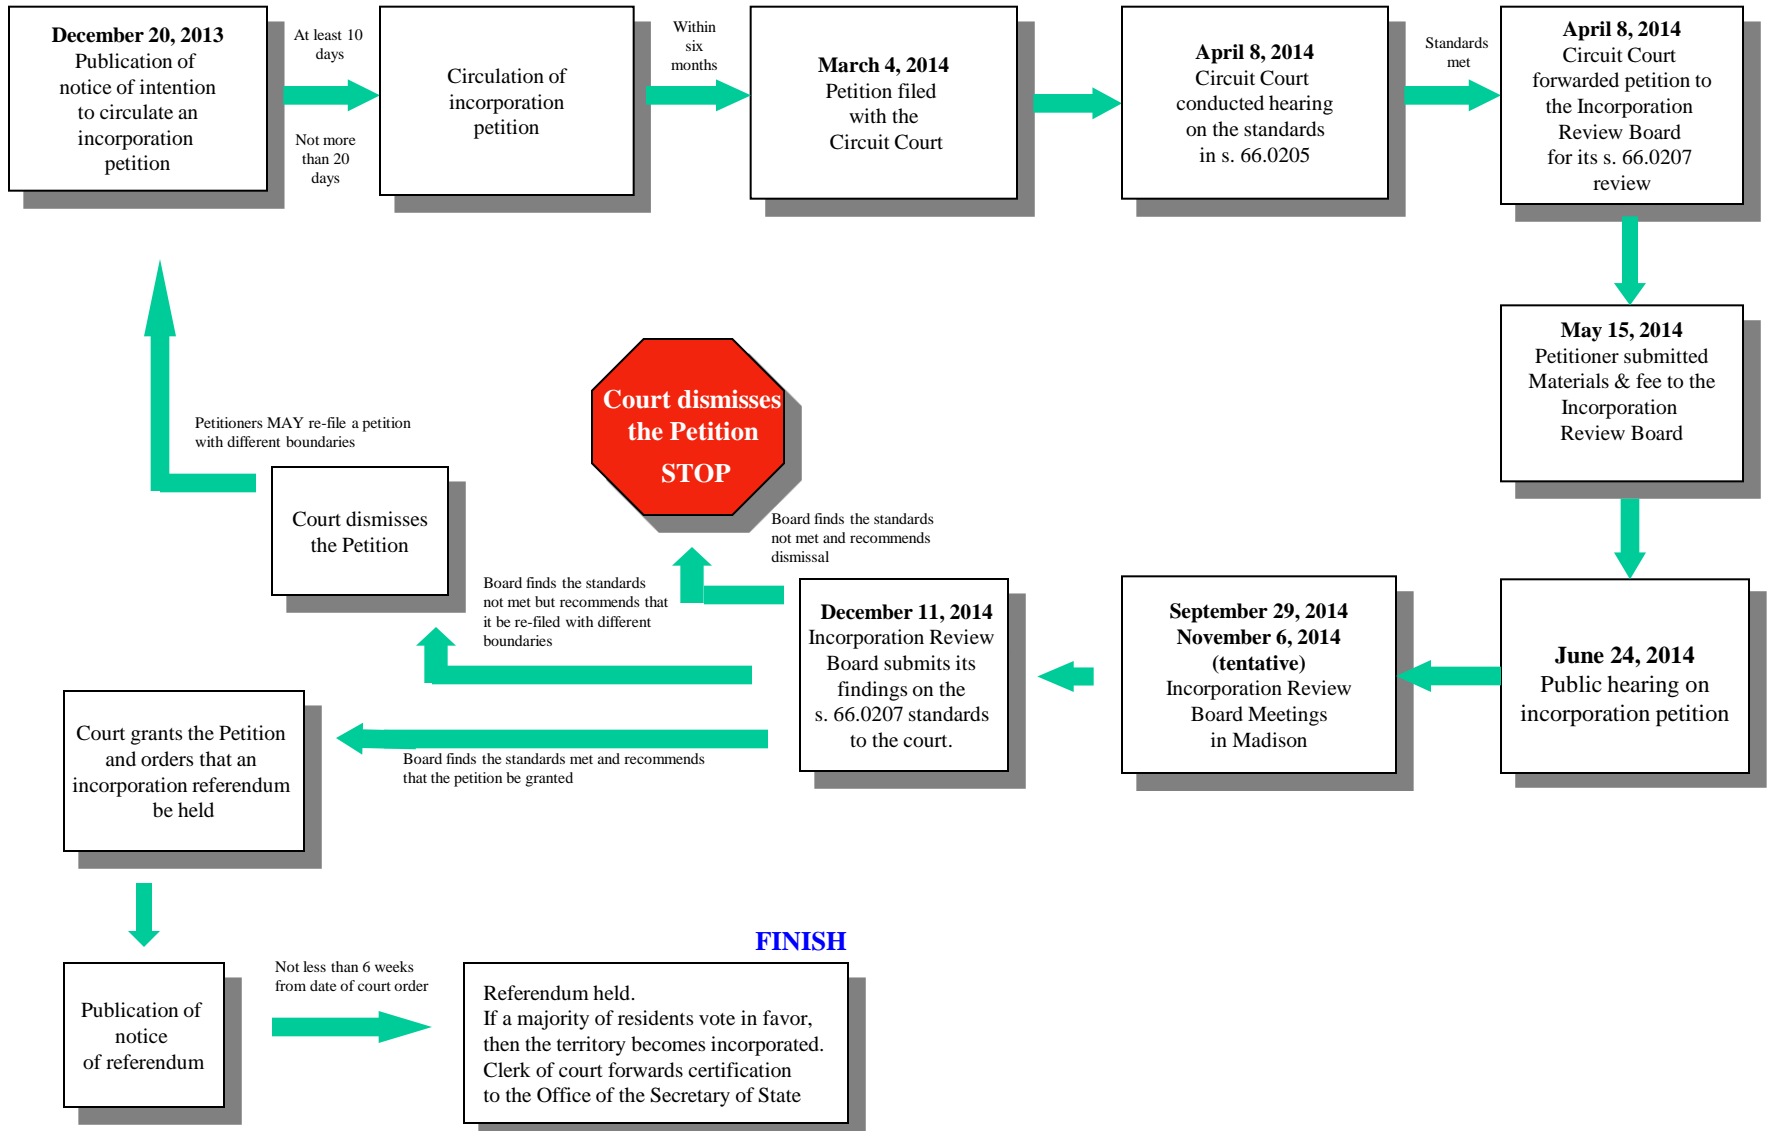 December 20, 2013
Publication of
notice of intention
to circulate an
incorporation
petition
At least 10
days
Not more
than 20
days
Circulation of
incorporation
petition
Within
six
months
March 4, 2014
Petition filed
with the
Circuit Court
April 8, 2014
Circuit Court
conducted hearing
on the standards
in s. 66.0205
Standards
met
April 8, 2014
Circuit Court
forwarded petition to
the Incorporation
Review Board
for its s. 66.0207
review
May 15, 2014
Petitioner submitted
Materials & fee to the
Incorporation
Review Board
June 24, 2014
Public hearing on
incorporation petition
September 29, 2014
November 6, 2014
(tentative)
Incorporation Review
Board Meetings
in Madison
December 11, 2014
Incorporation Review
Board submits its
findings on the
s. 66.0207 standards
to the court.
Board finds the standards
not met and recommends
dismissal
Court dismisses
the Petition
STOP
Board finds the standards
not met but recommends that
it be re-filed with different
boundaries
Court dismisses
the Petition
Petitioners MAY re-file a petition
with different boundaries
Board finds the standards met and recommends
that the petition be granted
Court grants the Petition
and orders that an
incorporation referendum
be held
Publication of
notice
of referendum
Not less than 6 weeks
from date of court order
FINISH
Referendum held.
If a majority of residents vote in favor,
then the territory becomes incorporated.
Clerk of court forwards certification
to the Office of the Secretary of State